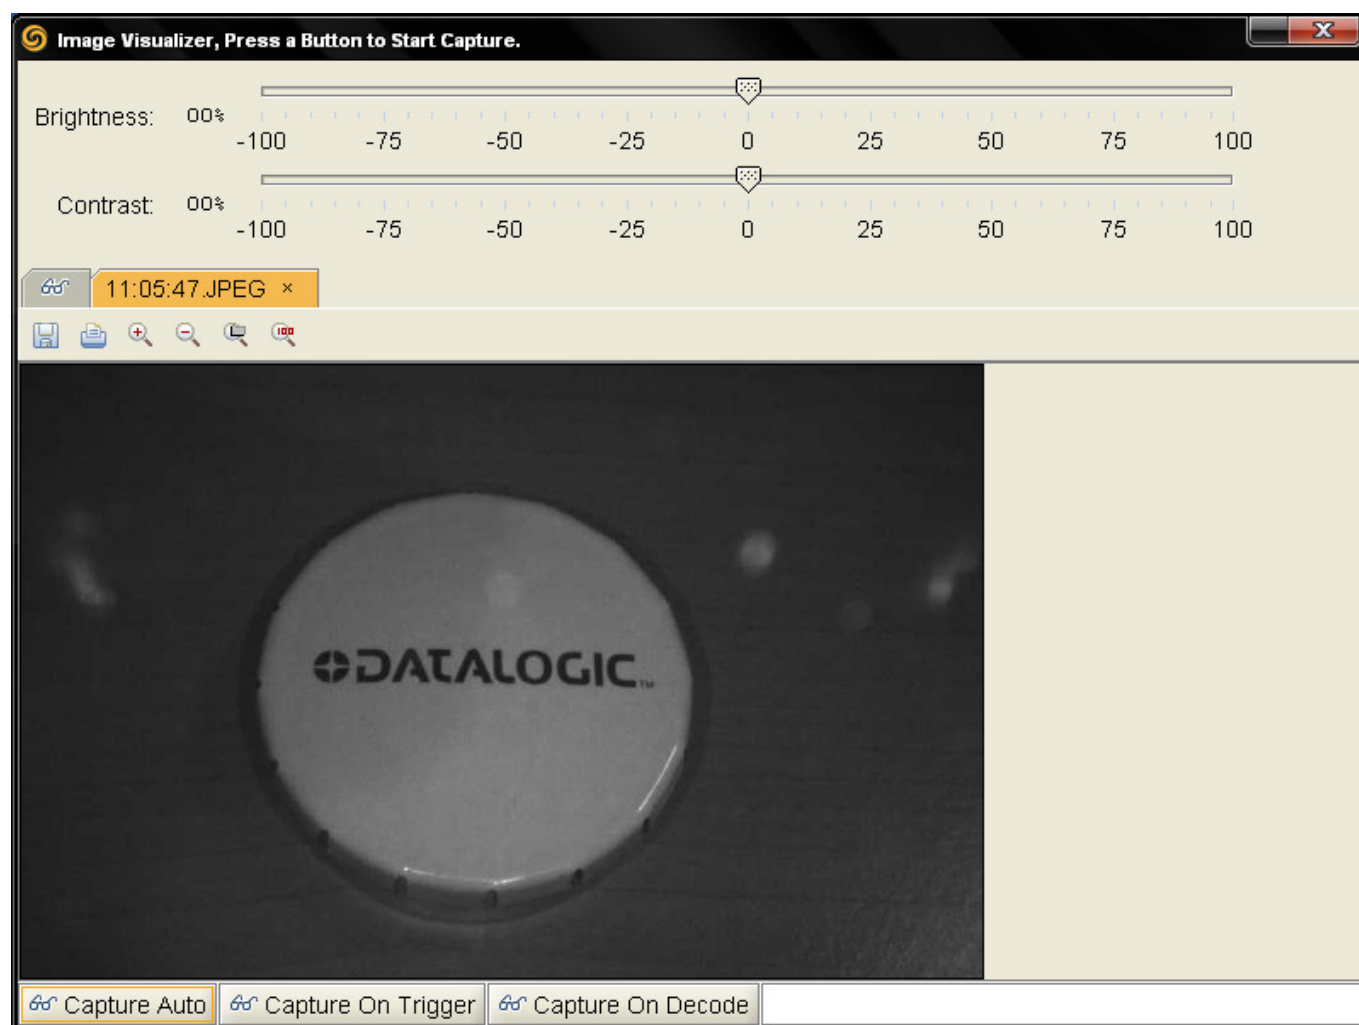 Image Visualizer, Press a Button to Start Capture.
Brightness: 00%
-100 -75 -50 -25 0 25 50 75 100
Contrast: 00%
-100 -75 -50 -25 0 25 50 75 100
11:05:47.JPEG ×
100
DATALOGIC™
Capture Auto Capture On Trigger Capture On Decode